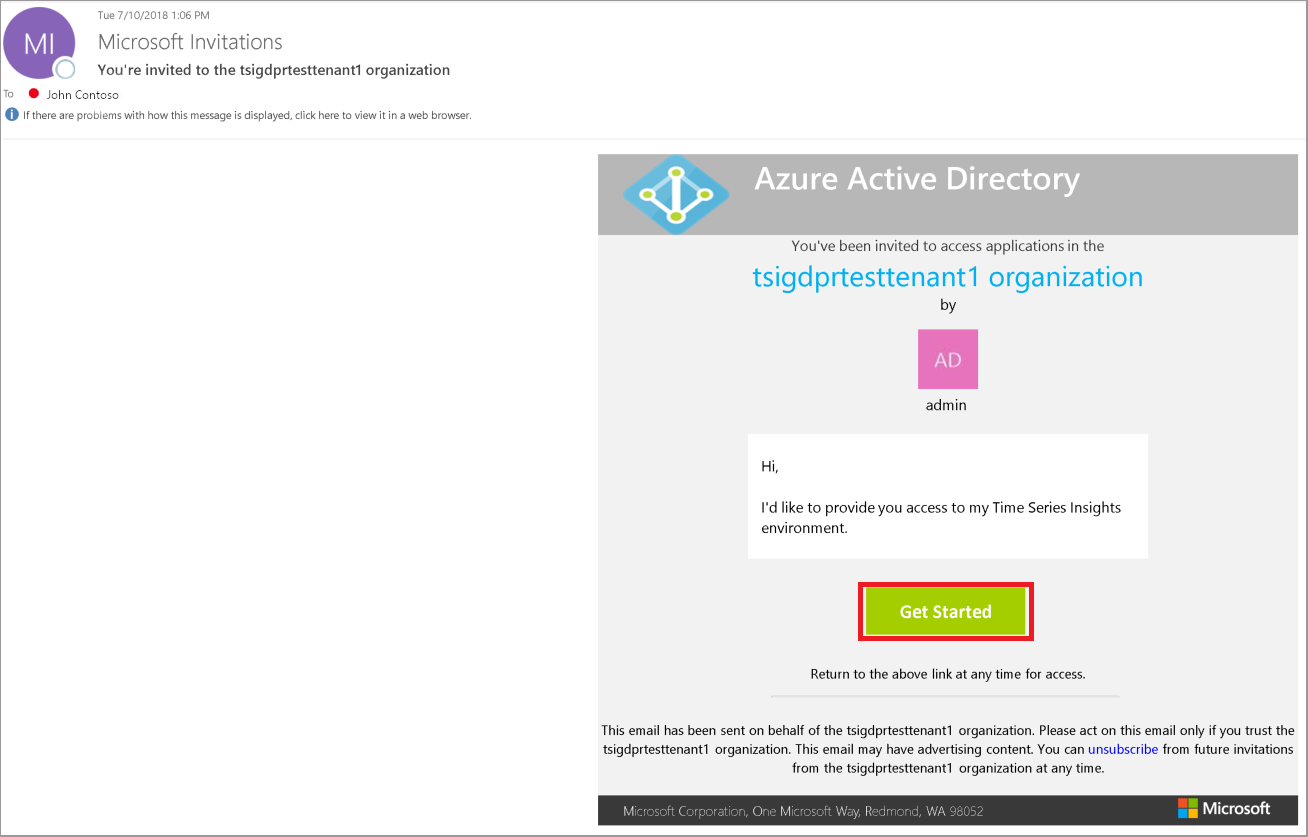 Tue 7/10/2018 1:06 PM
MI
Microsoft Invitations
You're invited to the tsigdprtesttenant1 organization
To John Contoso
If there are problems with how this message is displayed, click here to view it in a web browser.
Azure Active Directory
You've been invited to access applications in the
tsigdprtesttenant1 organization
by
AD
admin
Hi,
I'd like to provide you access to my Time Series Insights
environment.
Get Started
Return to the above link at any time for access.
This email has been sent on behalf of the tsigdprtesttenant1 organization. Please act on this email only if you trust the
tsigdprtesttenant1 organization. This email may have advertising content. You can unsubscribe from future invitations
from the tsigdprtesttenant1 organization at any time.
Microsoft Corporation, One Microsoft Way, Redmond, WA 98052
Microsoft